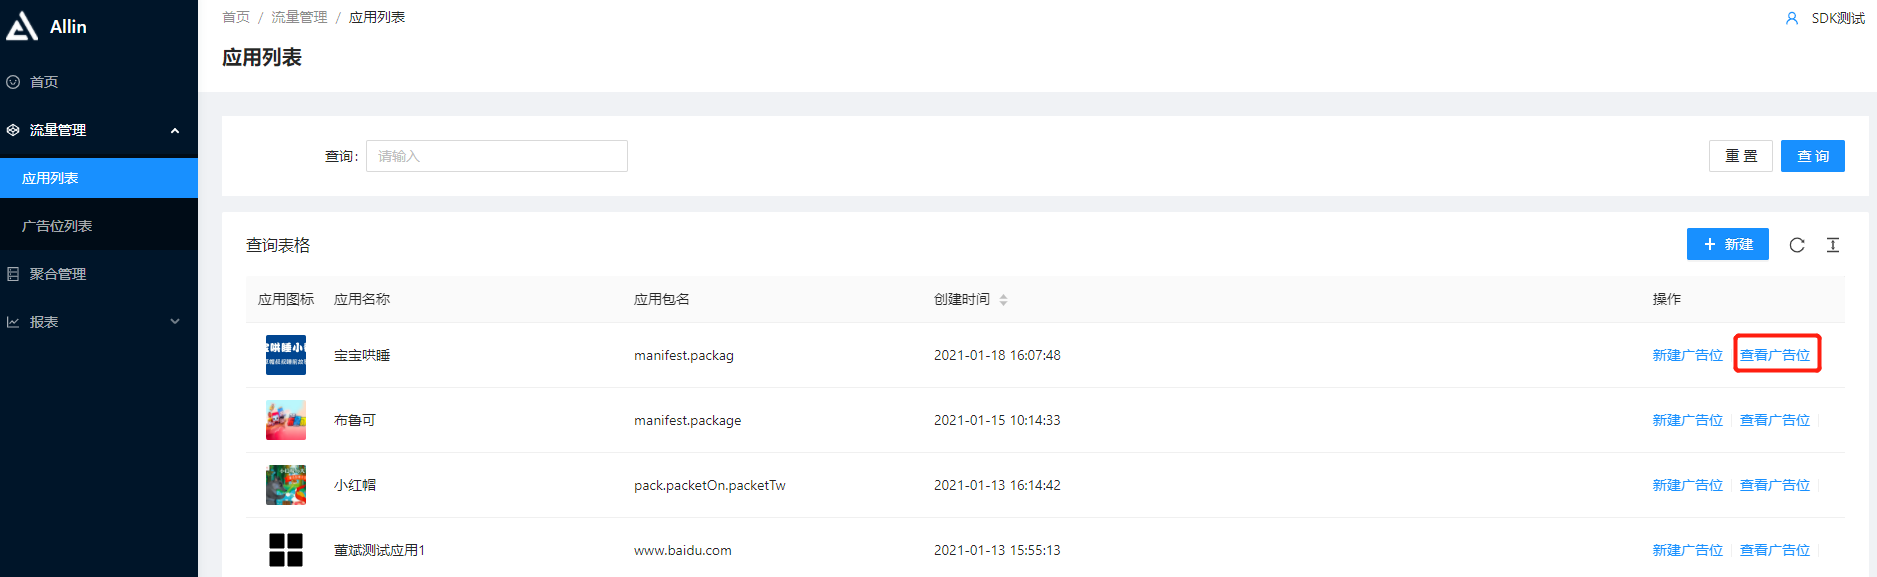 Allin
首页 / 流量管理 / 应用列表
SDK测试
应用列表
首页
流量管理
应用列表
广告位列表
聚合管理
报表
查询: 请输入
重 置 查 询
查询表格
+ 新建
应用图标 应用名称 应用包名 创建时间 操作
宝宝哄睡 manifest.packag 2021-01-18 16:07:48 新建广告位 查看广告位
布鲁可 manifest.package 2021-01-15 10:14:33 新建广告位 查看广告位
小红帽 pack.packetOn.packetTw 2021-01-13 16:14:42 新建广告位 查看广告位
董斌测试应用1 www.baidu.com 2021-01-13 15:55:13 新建广告位 查看广告位